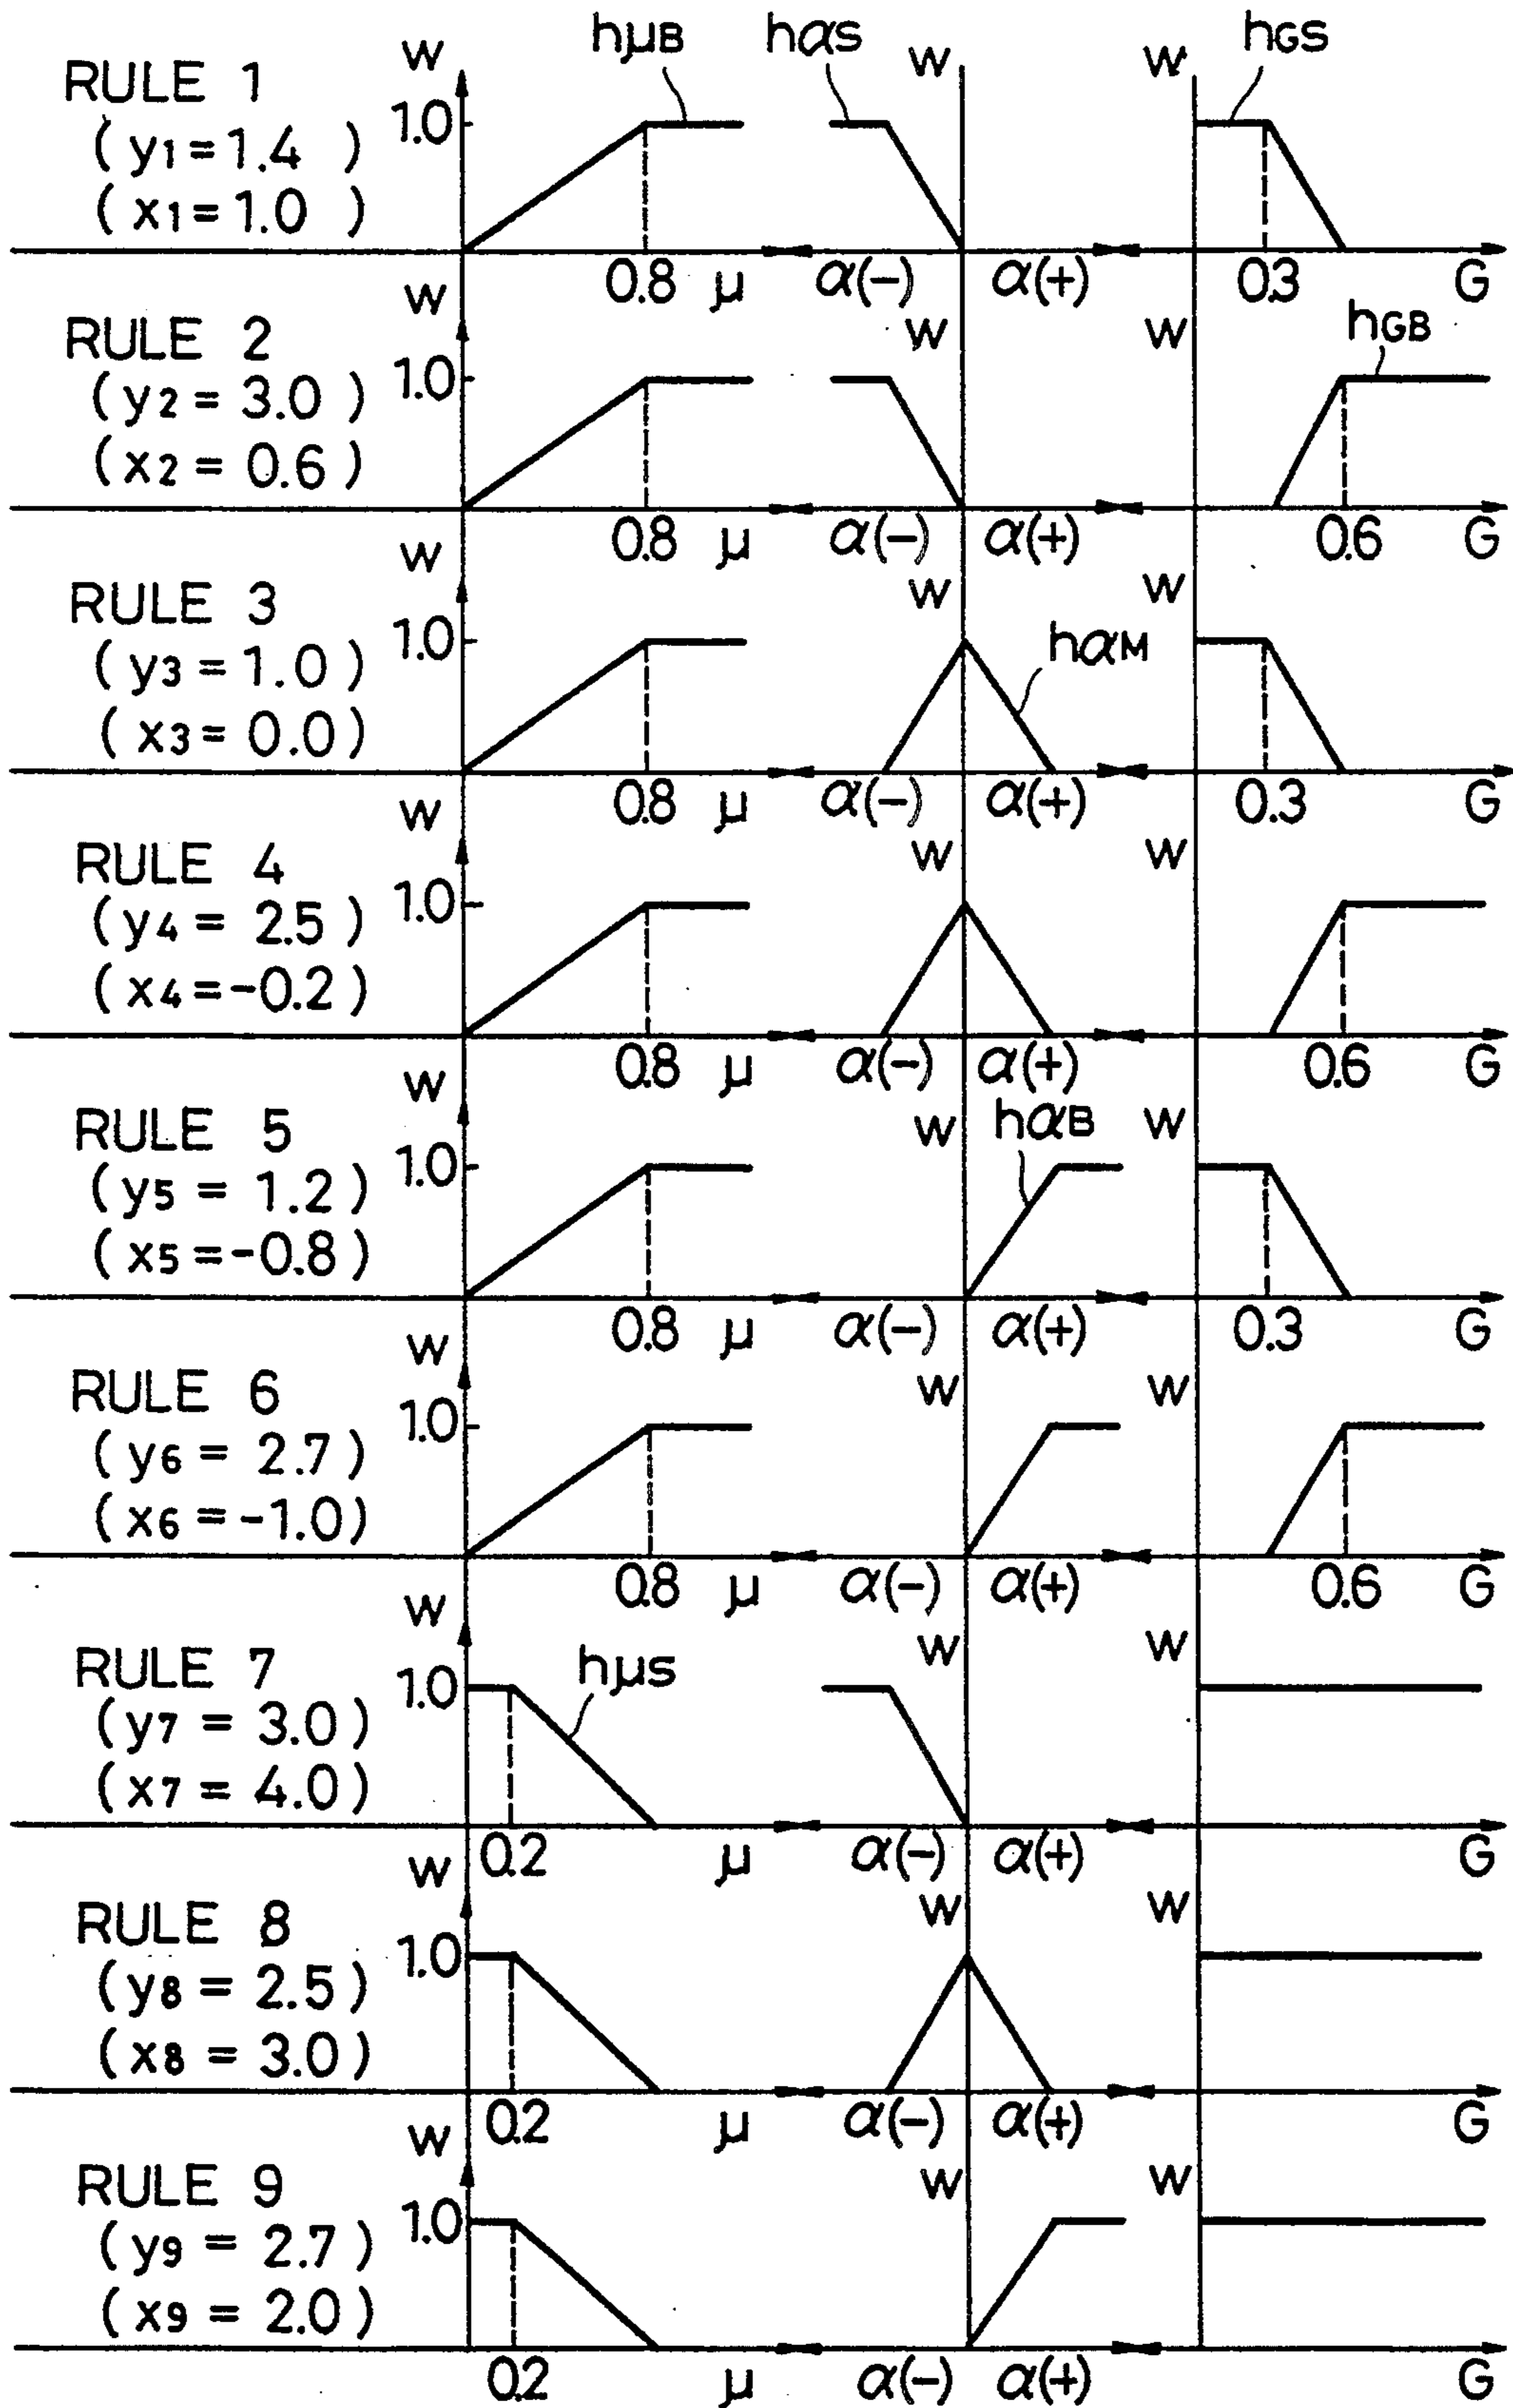 W hμB hαS W W hGS
RULE 1
1.0
( y1 = 1.4 )
( x1 = 1.0 )
0.8 μ α(-) α(+) 0.3 G
W W W hGB
RULE 2
1.0
( y2 = 3.0 )
( x2 = 0.6 )
0.8 μ α(-) α(+) 0.6 G
W W W
RULE 3
1.0 hαM
( y3 = 1.0 )
( x3 = 0.0 )
0.8 μ α(-) α(+) 0.3 G
W W W
RULE 4
1.0
( y4 = 2.5 )
( x4 = -0.2 )
0.8 μ α(-) α(+) 0.6 G
W W hαB W
RULE 5
1.0
( y5 = 1.2 )
( x5 = -0.8 )
0.8 μ α(-) α(+) 0.3 G
W W W
RULE 6
1.0
( y6 = 2.7 )
( x6 = -1.0 )
0.8 μ α(-) α(+) 0.6 G
W W W
RULE 7 hμS
1.0
( y7 = 3.0 )
( x7 = 4.0 )
0.2 μ α(-) α(+) G
W W W
RULE 8
1.0
( y8 = 2.5 )
( x8 = 3.0 )
0.2 μ α(-) α(+) G
W W W
RULE 9
1.0
( y9 = 2.7 )
( x9 = 2.0 )
0.2 μ α(-) α(+) G